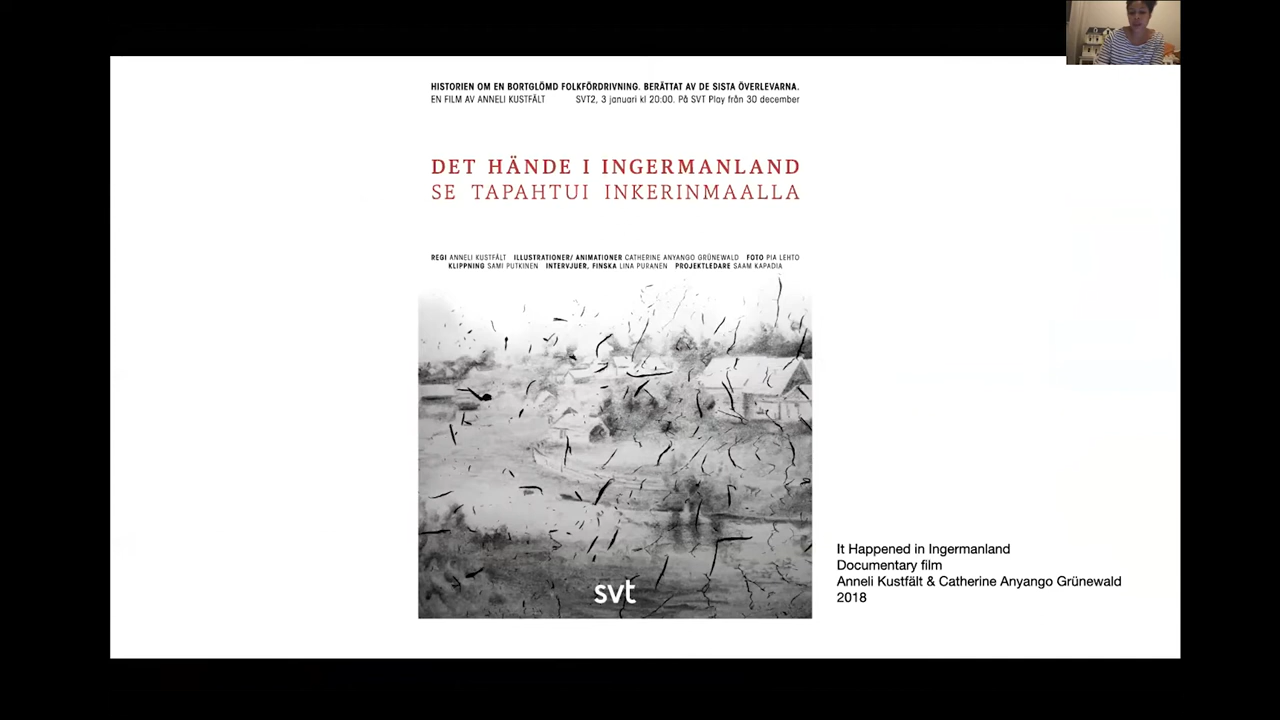 HISTORIEN OM EN BORTGLÖMD FOLKFÖRDRIVNING. BERÄTTAT AV DE SISTA ÖVERLEVARNA.
EN FILM AV ANNELI KUSTFÄLT SVT2, 3 januari kl 20:00. På SVT Play från 30 december
DET HÄNDE I INGERMANLAND
SE TAPAHTUI INKERINMAALLA
REGI ANNELI KUSTFÄLT ILLUSTRATIONER/ ANIMATIONER CATHERINE ANYANGO GRÜNEWALD FOTO PIA LEHTO
KLIPPNING SAMI PUTKINEN INTERVJUER, FINSKA LINA PURANEN PROJEKTLEDARE SAAM KAPADIA
svt
It Happened in Ingermanland
Documentary film
Anneli Kustfält & Catherine Anyango Grünewald
2018